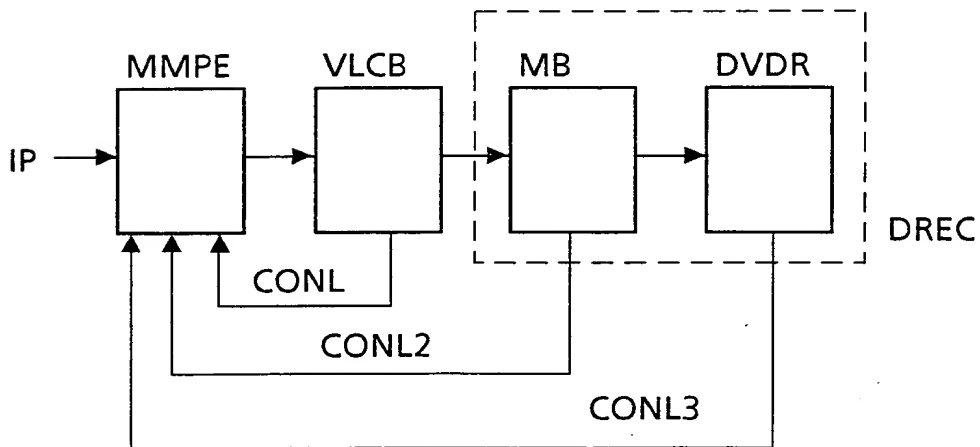 MMPE
VLCB
MB
DVDR
IP
DREC
CONL
CONL2
CONL3